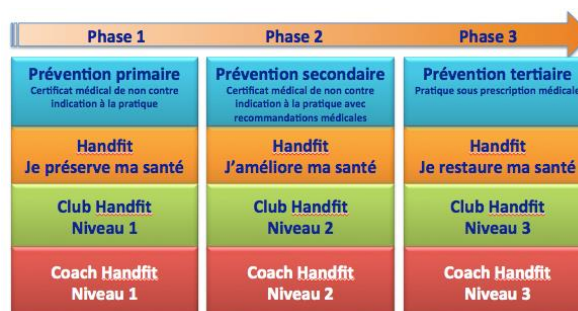 Phase 1
Phase 2
Phase 3
Prévention primaire
Certificat médical de non contre
indication à la pratique
Prévention secondaire
Certificat médical de non contre
indication à la pratique avec
recommandations médicales
Prévention tertiaire
Pratique sous prescription médicale
Handfit
Je préserve ma santé
Handfit
J'améliore ma santé
Handfit
Je restaure ma santé
Club Handfit
Niveau 1
Club Handfit
Niveau 2
Club Handfit
Niveau 3
Coach Handfit
Niveau 1
Coach Handfit
Niveau 2
Coach Handfit
Niveau 3